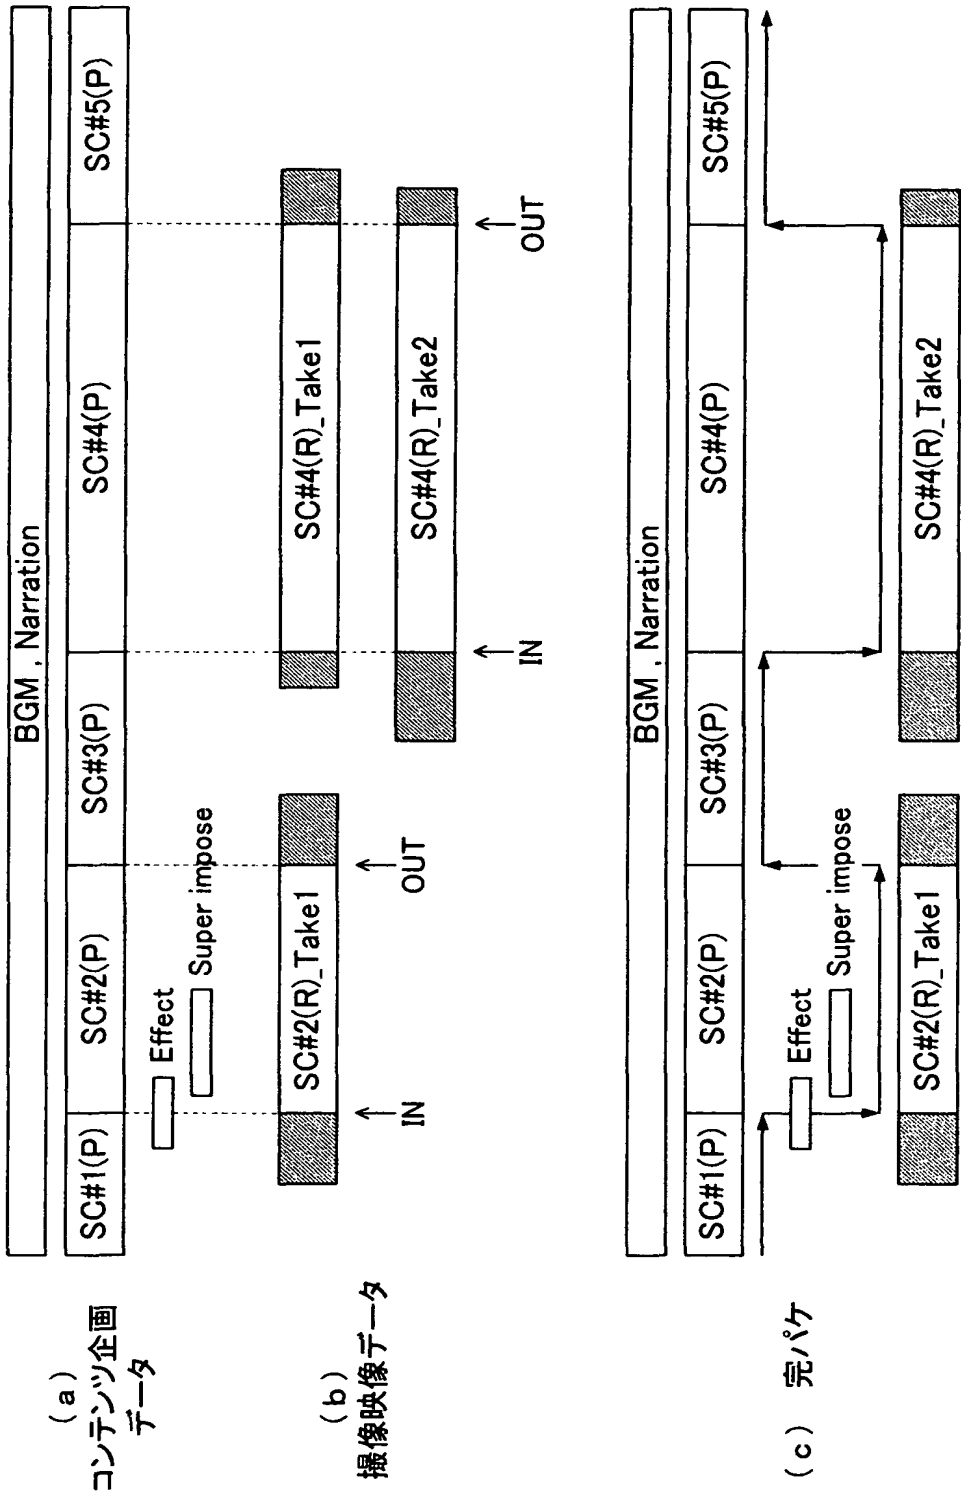 (a)
コンテンツ企画
データ
BGM , Narration
SC#1(P)
SC#2(P)
SC#3(P)
SC#4(P)
SC#5(P)
Effect
Super impose
(b)
撮像映像データ
SC#2(R)_Take1
SC#4(R)_Take1
SC#4(R)_Take2
IN
OUT
IN
OUT
(c) 完パケ
BGM , Narration
SC#1(P)
SC#2(P)
SC#3(P)
SC#4(P)
SC#5(P)
Effect
Super impose
SC#2(R)_Take1
SC#4(R)_Take2